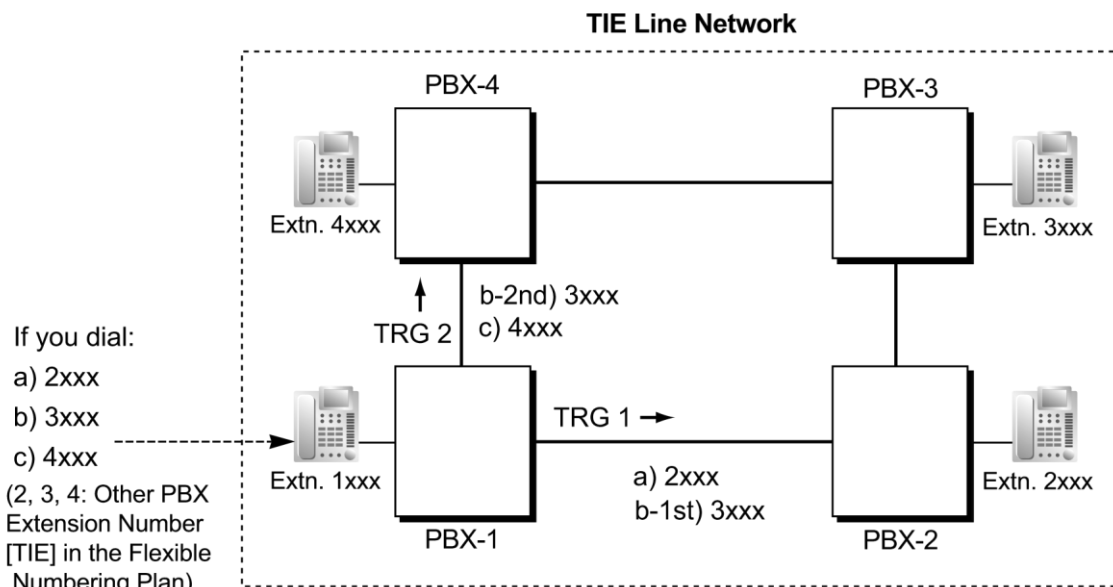 TIE Line Network
PBX-4
PBX-3
Extn. 4xxx
Extn. 3xxx
b-2nd) 3xxx
TRG 2
c) 4xxx
If you dial:
a) 2xxx
b) 3xxx
c) 4xxx
(2, 3, 4: Other PBX
Extension Number
[TIE] in the Flexible
Numbering Plan)
TRG 1
Extn. 1xxx
a) 2xxx
b-1st) 3xxx
Extn. 2xxx
PBX-1
PBX-2